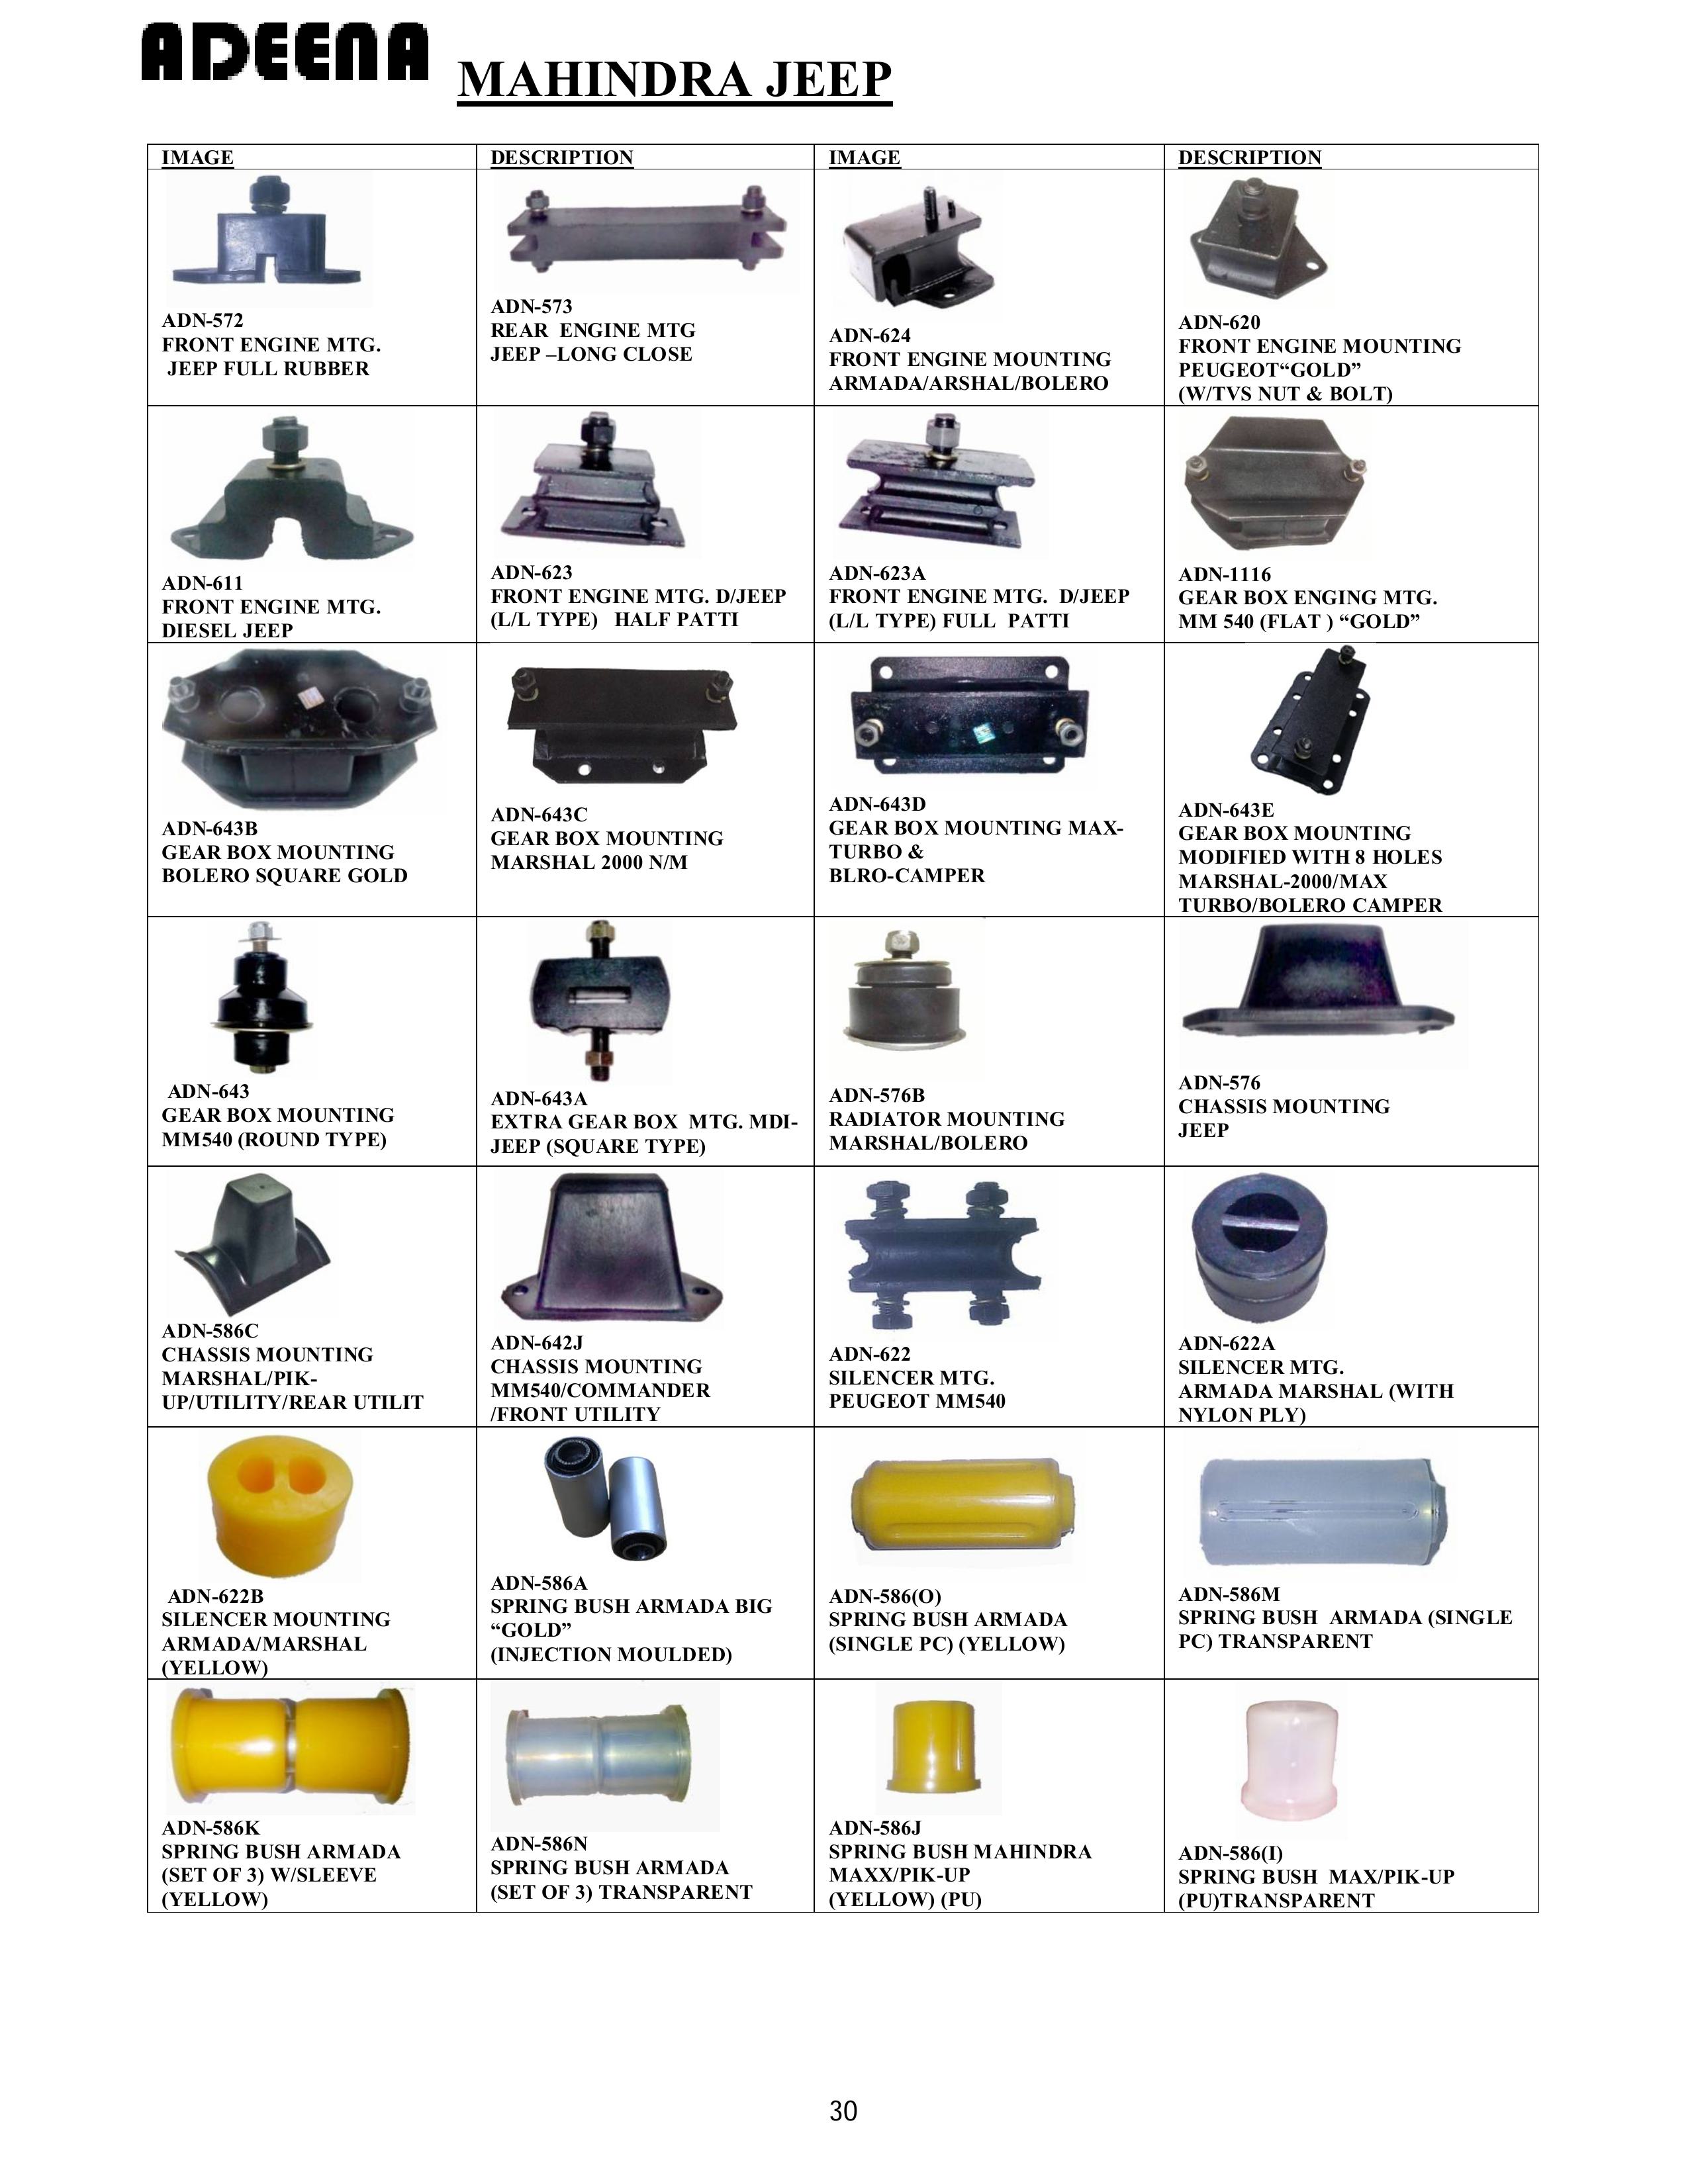 ADEENA
MAHINDRA JEEP
IMAGE
DESCRIPTION
IMAGE
DESCRIPTION
ADN-572
FRONT ENGINE MTG.
JEEP FULL RUBBER
ADN-573
REAR ENGINE MTG
JEEP –LONG CLOSE
ADN-624
FRONT ENGINE MOUNTING
ARMADA/ARSHAL/BOLERO
ADN-620
FRONT ENGINE MOUNTING
PEUGEOT“GOLD”
(W/TVS NUT & BOLT)
ADN-611
FRONT ENGINE MTG.
DIESEL JEEP
ADN-623
FRONT ENGINE MTG. D/JEEP
(L/L TYPE) HALF PATTI
ADN-623A
FRONT ENGINE MTG. D/JEEP
(L/L TYPE) FULL PATTI
ADN-1116
GEAR BOX ENGING MTG.
MM 540 (FLAT ) “GOLD”
ADN-643B
GEAR BOX MOUNTING
BOLERO SQUARE GOLD
ADN-643C
GEAR BOX MOUNTING
MARSHAL 2000 N/M
ADN-643D
GEAR BOX MOUNTING MAX-
TURBO &
BLRO-CAMPER
ADN-643E
GEAR BOX MOUNTING
MODIFIED WITH 8 HOLES
MARSHAL-2000/MAX
TURBO/BOLERO CAMPER
ADN-643
GEAR BOX MOUNTING
MM540 (ROUND TYPE)
ADN-643A
EXTRA GEAR BOX MTG. MDI-
JEEP (SQUARE TYPE)
ADN-576B
RADIATOR MOUNTING
MARSHAL/BOLERO
ADN-576
CHASSIS MOUNTING
JEEP
ADN-586C
CHASSIS MOUNTING
MARSHAL/PIK-
UP/UTILITY/REAR UTILIT
ADN-642J
CHASSIS MOUNTING
MM540/COMMANDER
/FRONT UTILITY
ADN-622
SILENCER MTG.
PEUGEOT MM540
ADN-622A
SILENCER MTG.
ARMADA MARSHAL (WITH
NYLON PLY)
ADN-622B
SILENCER MOUNTING
ARMADA/MARSHAL
(YELLOW)
ADN-586A
SPRING BUSH ARMADA BIG
“GOLD”
(INJECTION MOULDED)
ADN-586(O)
SPRING BUSH ARMADA
(SINGLE PC) (YELLOW)
ADN-586M
SPRING BUSH ARMADA (SINGLE
PC) TRANSPARENT
ADN-586K
SPRING BUSH ARMADA
(SET OF 3) W/SLEEVE
(YELLOW)
ADN-586N
SPRING BUSH ARMADA
(SET OF 3) TRANSPARENT
ADN-586J
SPRING BUSH MAHINDRA
MAXX/PIK-UP
(YELLOW) (PU)
ADN-586(I)
SPRING BUSH MAX/PIK-UP
(PU)TRANSPARENT
30